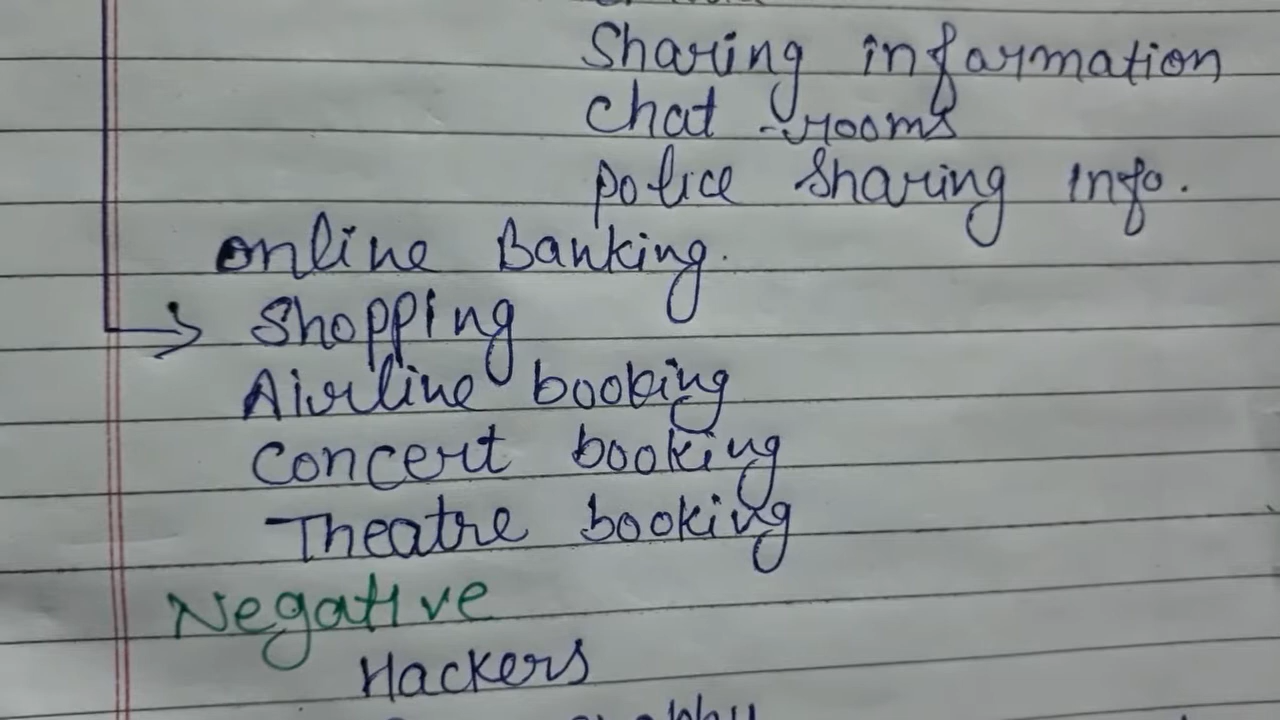 Sharing information
Chat -rooms
Police Sharing Info.
online Banking.
→ Shopping
Airline booking
Concert booking
Theatre booking
Negative
Hackers